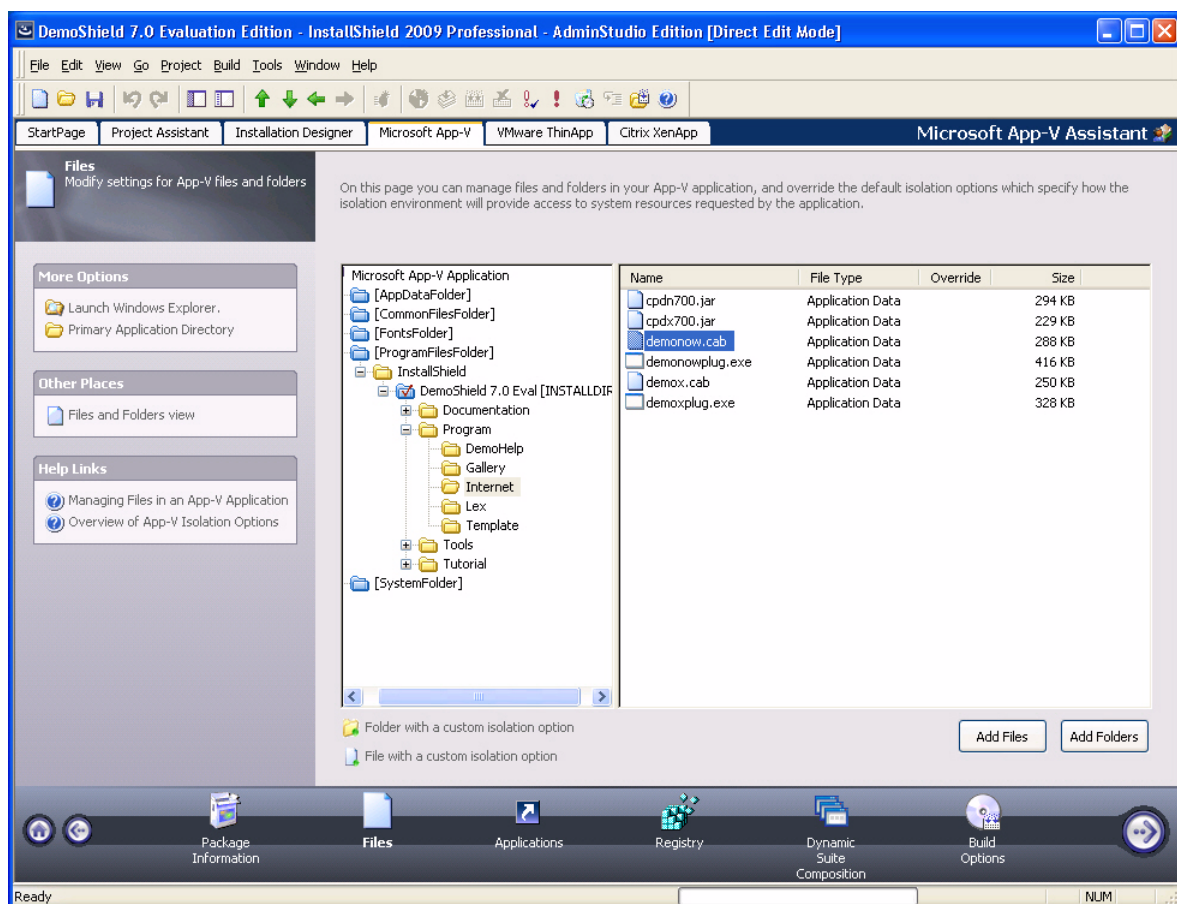 DemoShield 7.0 Evaluation Edition - InstallShield 2009 Professional - AdminStudio Edition [Direct Edit Mode]
File Edit View Go Project Build Tools Window Help
StartPage Project Assistant Installation Designer Microsoft App-V VMware ThinApp Citrix XenApp Microsoft App-V Assistant
Files
Modify settings for App-V files and folders
On this page you can manage files and folders in your App-V application, and override the default isolation options which specify how the
isolation environment will provide access to system resources requested by the application.
More Options
Launch Windows Explorer.
Primary Application Directory
Other Places
Files and Folders view
Help Links
Managing Files in an App-V Application
Overview of App-V Isolation Options
Microsoft App-V Application
[AppDataFolder]
[CommonFilesFolder]
[FontsFolder]
[ProgramFilesFolder]
InstallShield
DemoShield 7.0 Eval [INSTALLDIR
Documentation
Program
DemoHelp
Gallery
Internet
Lex
Template
Tools
Tutorial
[SystemFolder]
Name File Type Override Size
cpdn700.jar Application Data 294 KB
cpdx700.jar Application Data 229 KB
demonow.cab Application Data 288 KB
demonowplug.exe Application Data 416 KB
demox.cab Application Data 250 KB
demoxplug.exe Application Data 328 KB
Folder with a custom isolation option
File with a custom isolation option
Add Files Add Folders
Package
Information
Files
Applications
Registry
Dynamic
Suite
Composition
Build
Options
Ready NUM